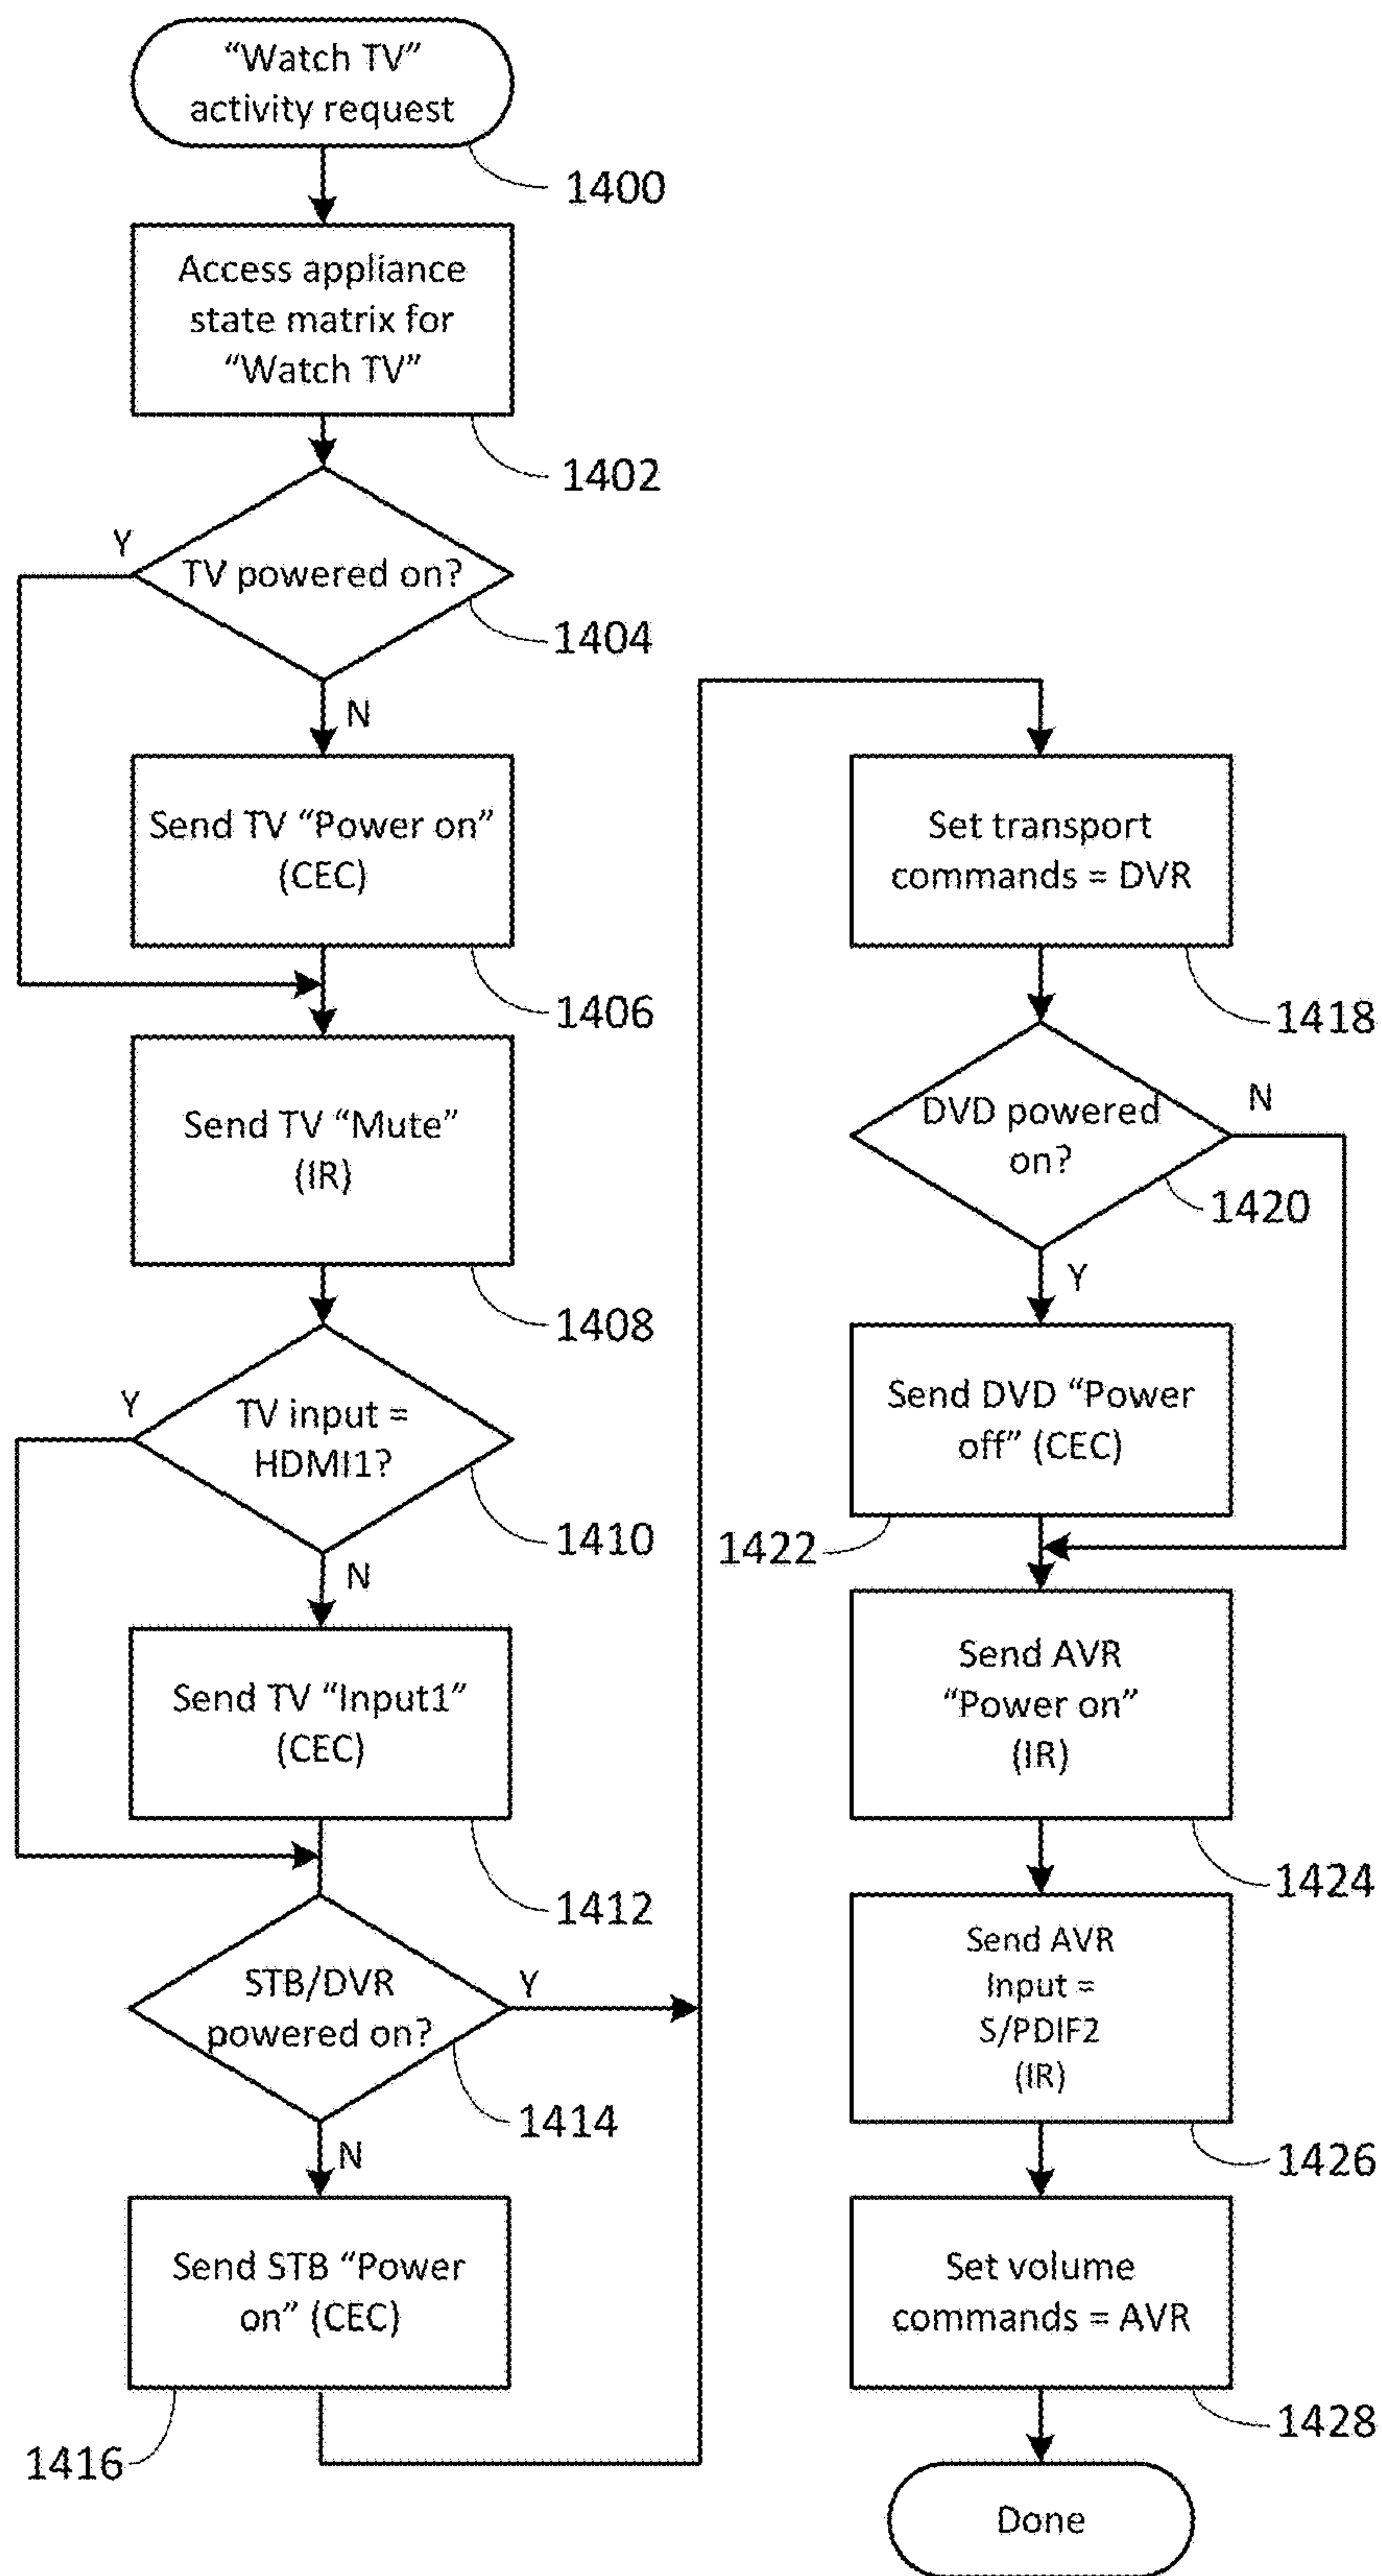 “Watch TV”
activity request
1400
Access appliance
state matrix for
“Watch TV”
1402
Y
TV powered on?
1404
N
Send TV “Power on”
(CEC)
1406
Send TV “Mute”
(IR)
1408
Y
TV input =
HDMI1?
1410
N
Send TV “Input1”
(CEC)
1412
STB/DVR
powered on?
Y
1414
N
Send STB “Power
on” (CEC)
1416
Set transport
commands = DVR
1418
DVD powered
on?
N
1420
Y
Send DVD “Power
off” (CEC)
1422
Send AVR
“Power on”
(IR)
1424
Send AVR
Input =
S/PDIF2
(IR)
1426
Set volume
commands = AVR
1428
Done